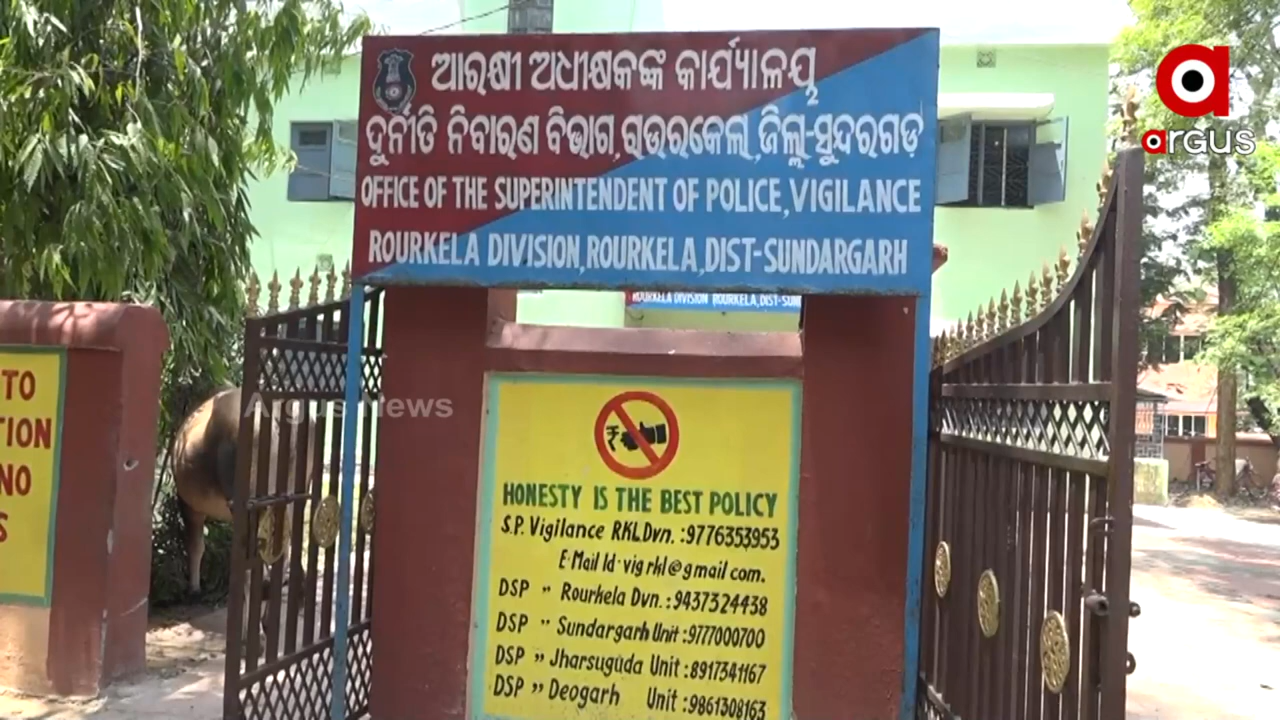 ଆରକ୍ଷୀ ଅଧୀକ୍ଷକଙ୍କ କାର୍ଯ୍ୟାଳୟ
ଦୁର୍ନୀତି ନିବାରଣ ବିଭାଗ, ରାଉରକେଲା, ଜିଲ୍ଲା-ସୁନ୍ଦରଗଡ଼
OFFICE OF THE SUPERINTENDENT OF POLICE, VIGILANCE
ROURKELA DIVISION, ROURKELA, DIST-SUNDARGARH
argus
ROURKELA DIVISION ROURKELA, DIST-SUN
Argus News
TO
TION
NO
S
HONESTY IS THE BEST POLICY
S.P. Vigilance RKL.Dvn. :9776353953
E-Mail Id-vigrkl@gmail com.
DSP ,, Rourkela Dvn. :9437324438
DSP ,, Sundargarh Unit :9777000700
DSP ,, Jharsuguda Unit :8917341167
DSP ,, Deogarh Unit :9861308163